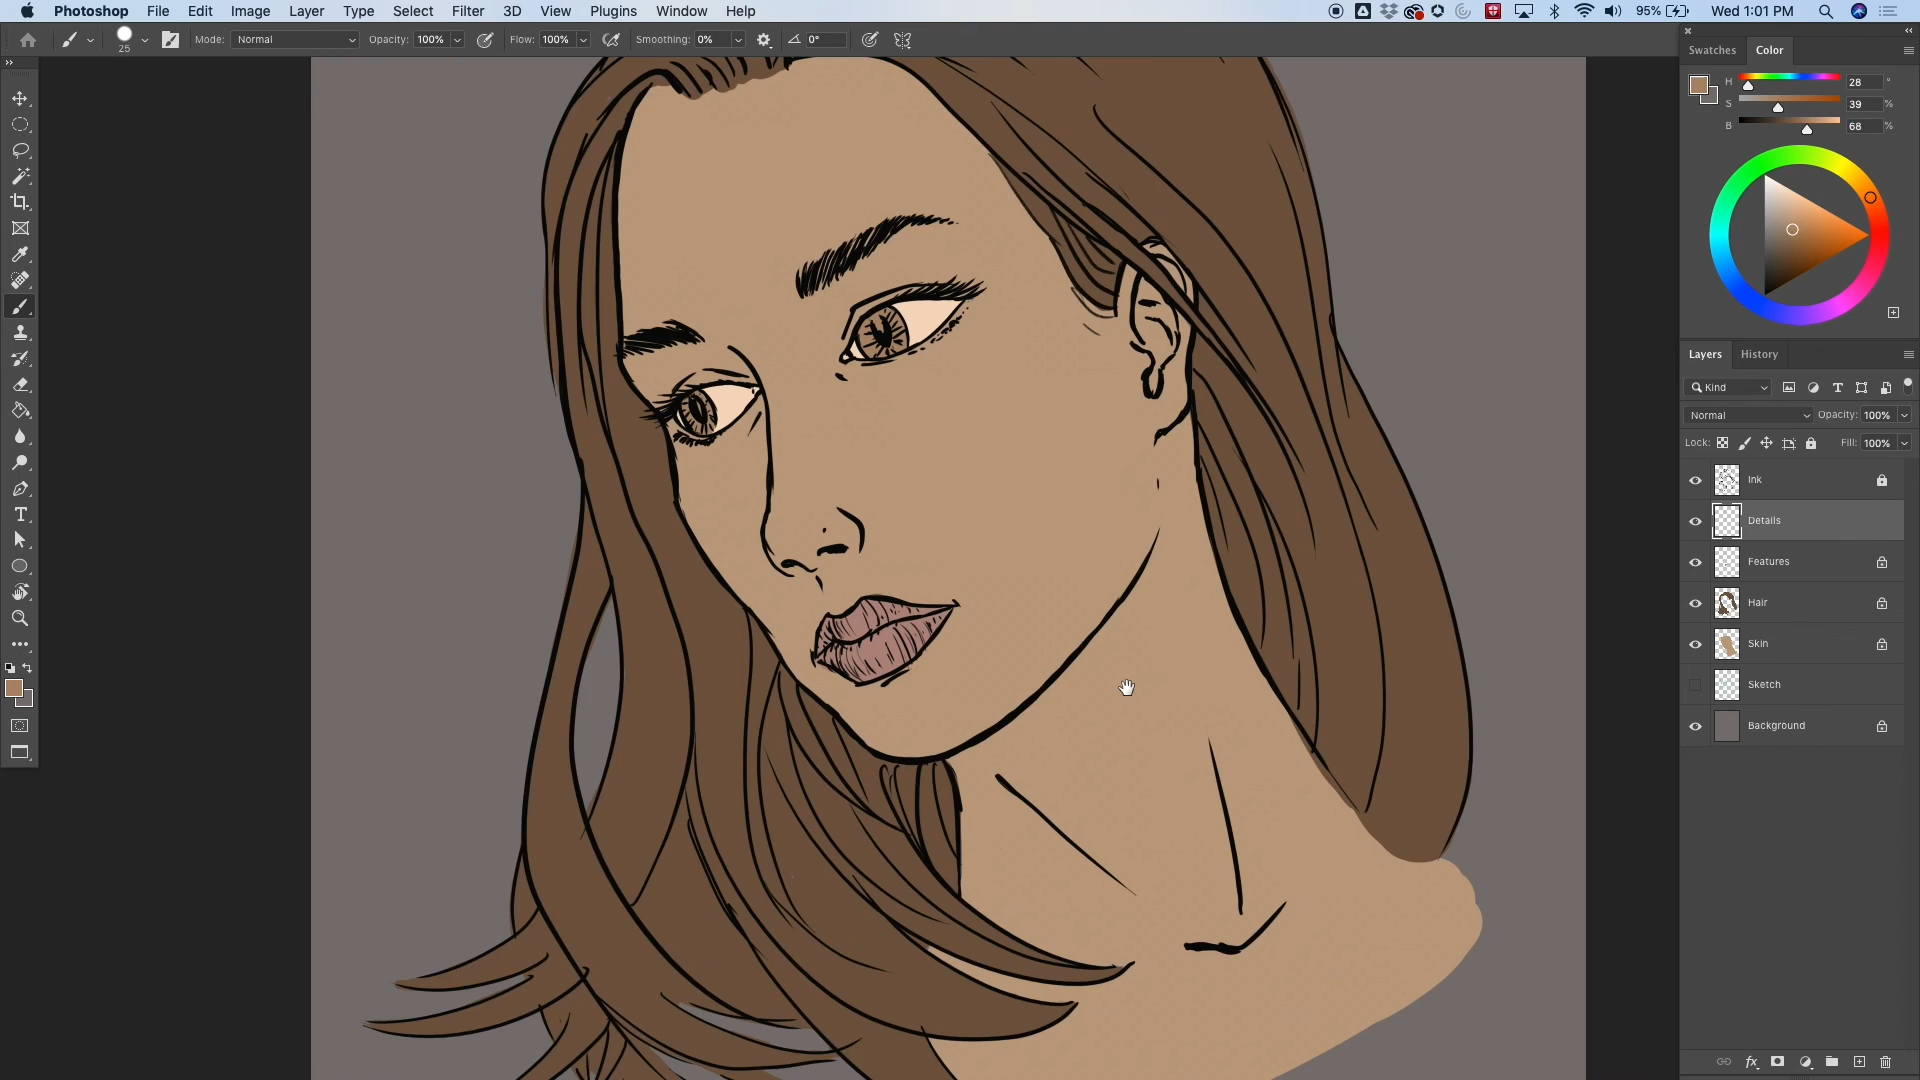 Photoshop File Edit Image Layer Type Select Filter 3D View Plugins Window Help 95% Wed 1:01 PM
25 Mode: Normal Opacity: 100% Flow: 100% Smoothing: 0% 0°
Swatches Color
H 28 °
S 39 %
B 68 %
Layers History
Kind
Normal Opacity: 100%
Lock: Fill: 100%
Ink
Details
Features
Hair
Skin
Sketch
Background
T
fx